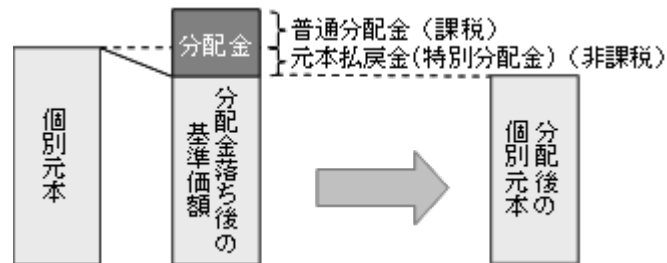 分配金
普通分配金（課税）
元本払戻金(特別分配金)（非課税）
個別元本
分配金落ち後の
基準価額
分配後の
個別元本